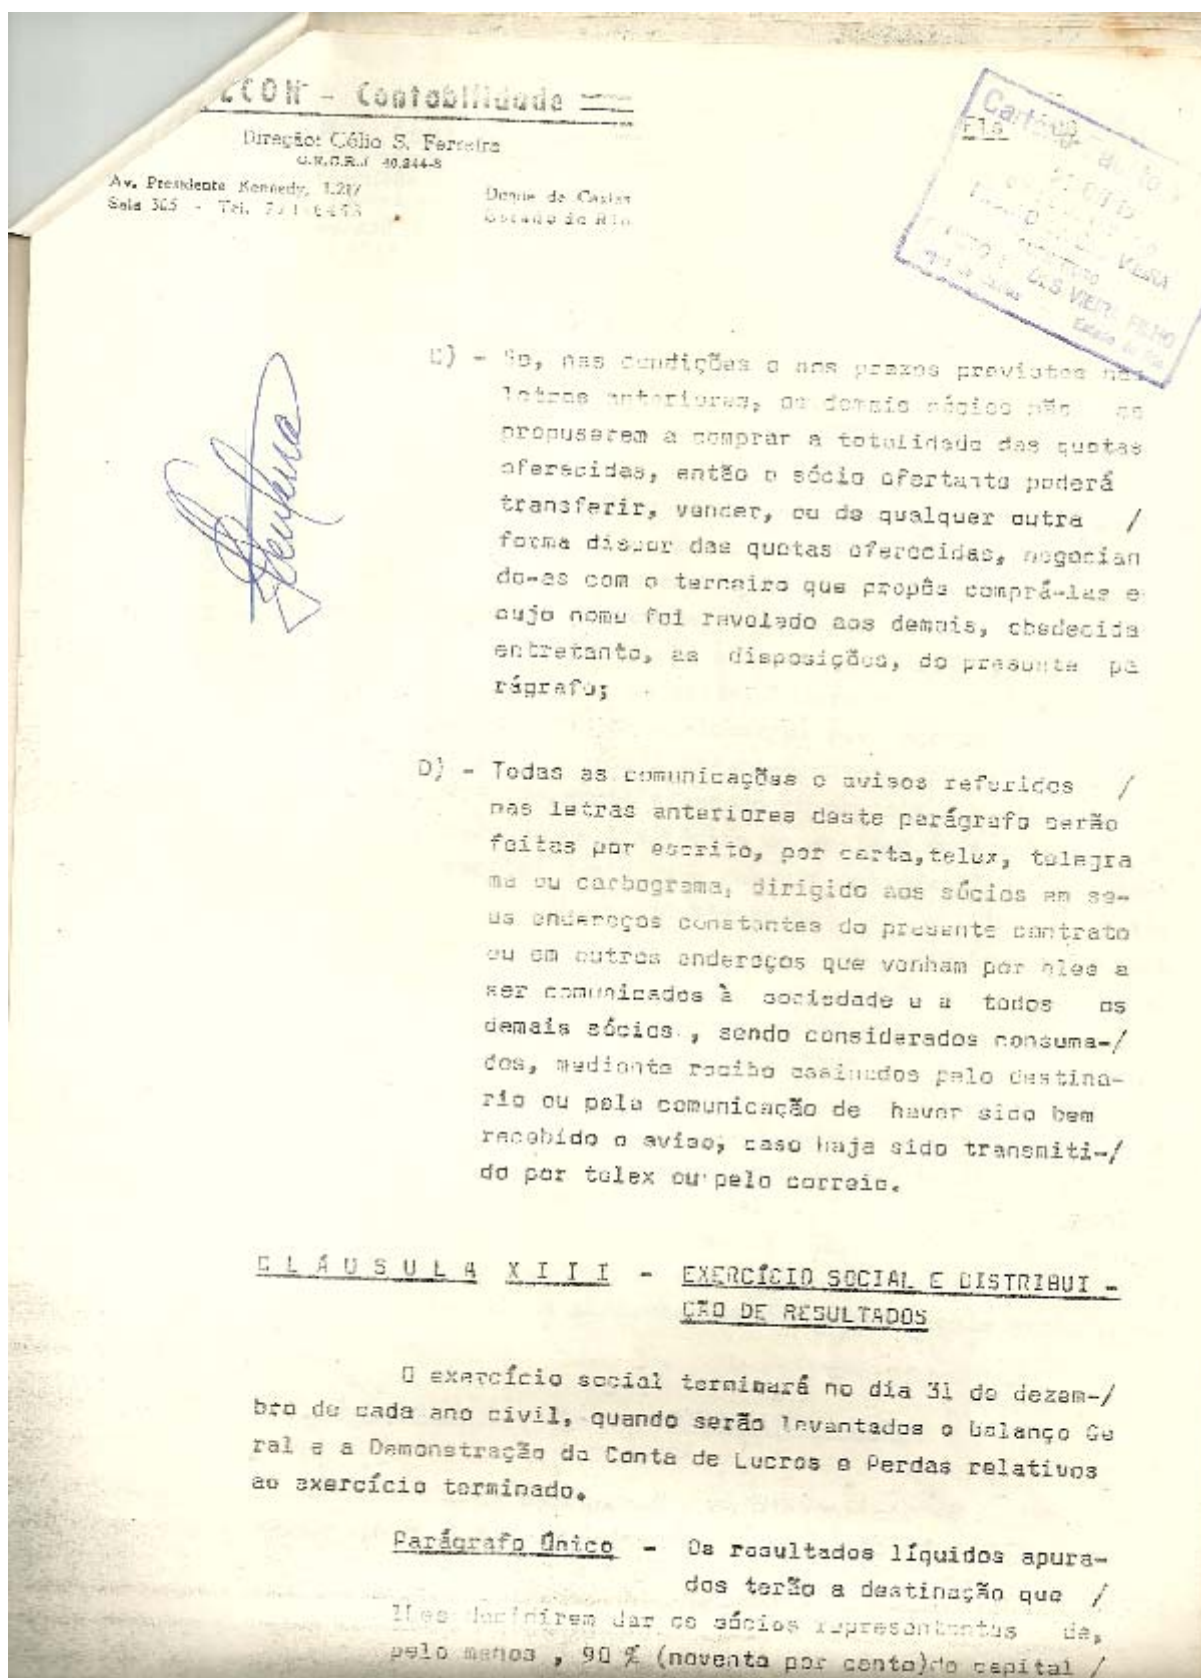 CCON - Contabilidade
Direção: Célio S. Ferreira
Av. Presidente Kennedy, 1.217
Sala 305 - Tel.
Duque de Caxias
Estado do Rio
Fls
VIEIRA
VIEIRA FILHO
Estado do Rio
C) - Se, nas condições e nos prazos previstos nas
letras anteriores, os demais sócios não se
propuserem a comprar a totalidade das quotas
oferecidas, então o sócio ofertante poderá
transferir, vender, ou de qualquer outra /
forma dispor das quotas oferecidas, negocian
do-as com o terceiro que propôs comprá-las e
cujo nome foi revelado aos demais, obedecida
entretanto, as disposições, do presente pa
rágrafo;
D) - Todas as comunicações e avisos referidos /
nas letras anteriores deste parágrafo serão
feitas por escrito, por carta,telex, telegra
ma ou carbograma, dirigido aos sócios em se-
us endereços constantes do presente contrato
ou em outros endereços que venham por eles a
ser comunicados à sociedade e a todos os
demais sócios , sendo considerados consuma-/
dos, mediante recibo assinados pelo destina-
rio ou pela comunicação de haver sido bem
recebido o aviso, caso haja sido transmiti-/
do por telex ou pelo correio.
CLÁUSULA XIII - EXERCÍCIO SOCIAL E DISTRIBUI -
ÇÃO DE RESULTADOS
O exercício social terminará no dia 31 de dezem-/
bro de cada ano civil, quando serão levantados o Balanço Ge
ral e a Demonstração da Conta de Lucros e Perdas relativos
ao exercício terminado.
Parágrafo Único - Os resultados líquidos apura-
dos terão a destinação que /
lhes decidirem dar os sócios representantes de,
pelo menos , 90 % (noventa por cento)do capital /